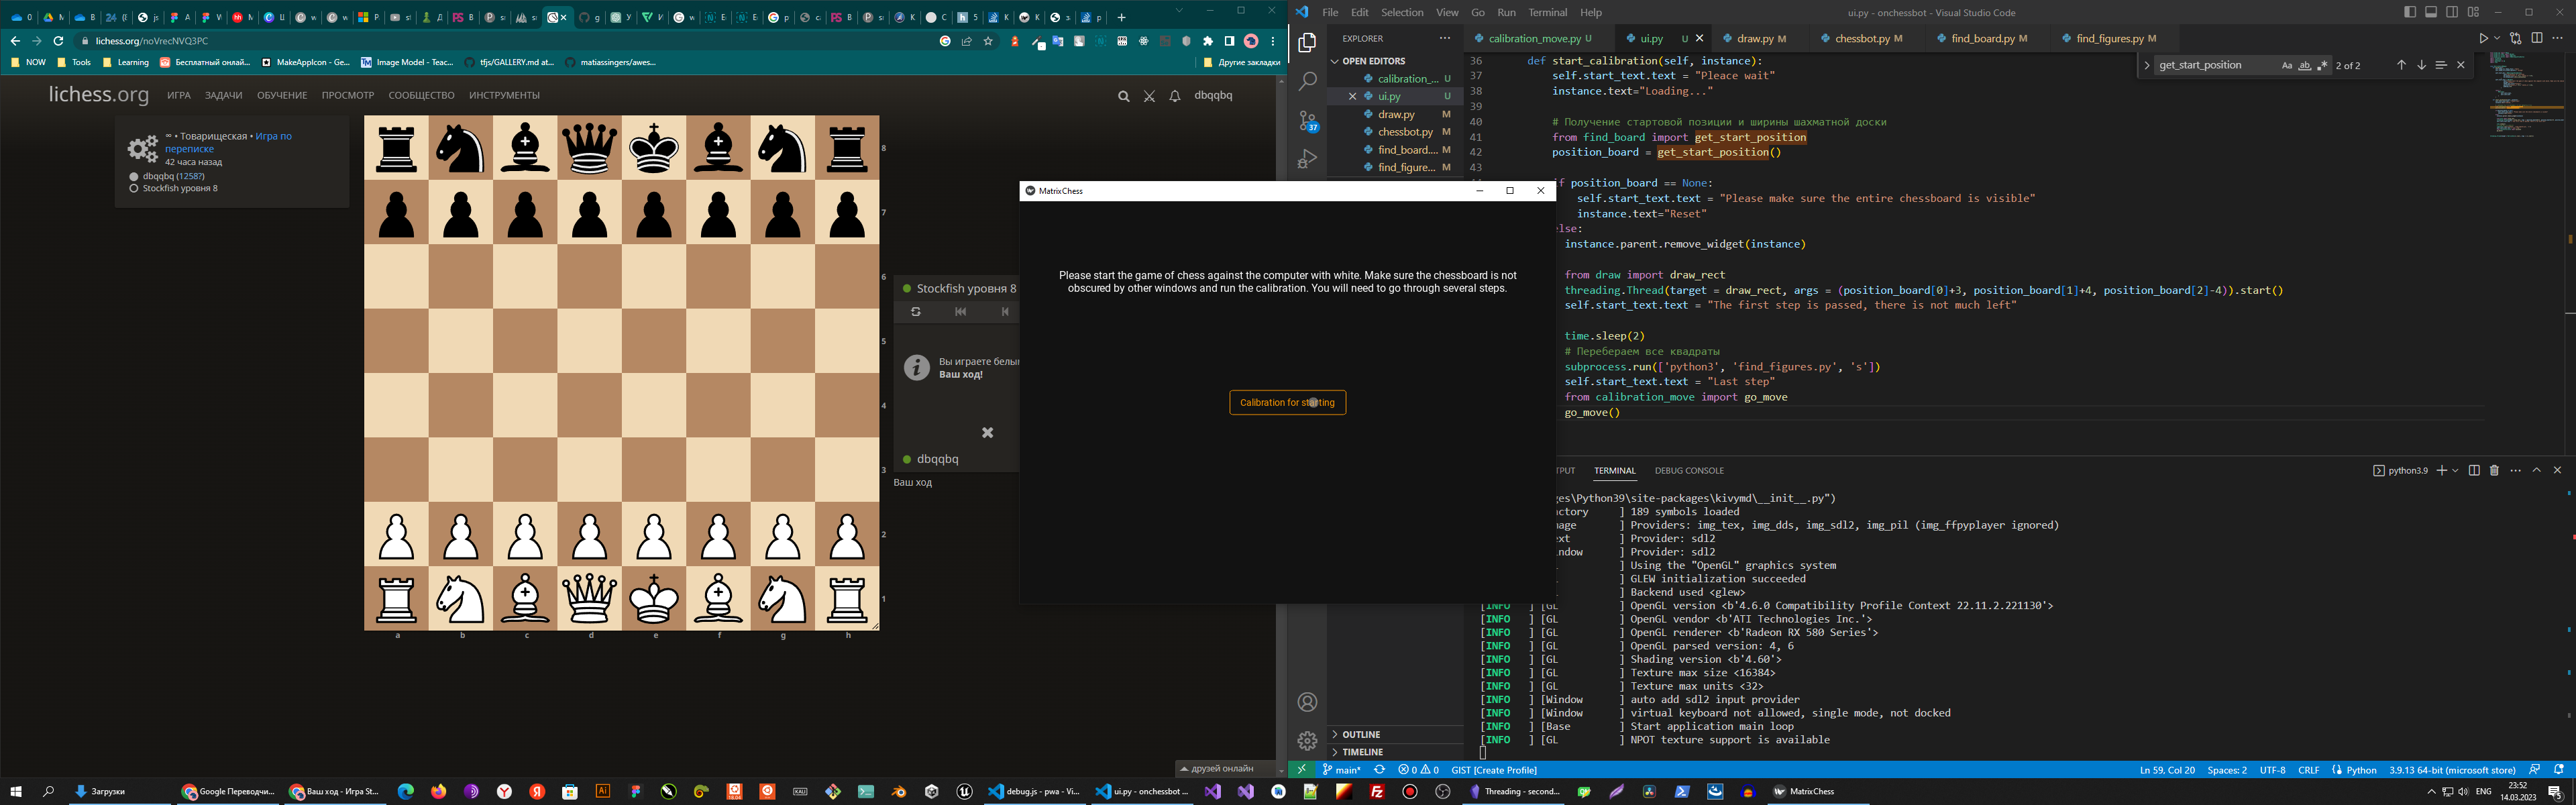 lichess.org/noVrecNVQ3PC
NOW
Tools
Learning
Бесплатный онлай...
MakeAppIcon - Ge...
Image Model - Teac...
tfjs/GALLERY.md at...
matiassingers/awes...
Другие закладки
lichess.org
ИГРА ЗАДАЧИ ОБУЧЕНИЕ ПРОСМОТР СООБЩЕСТВО ИНСТРУМЕНТЫ
dbqqbq
∞ • Товарищеская • Игра по
переписке
42 часа назад
dbqqbq (1258?)
Stockfish уровня 8
8
7
6
5
4
3
2
1
a b c d e f g h
Stockfish уровня 8
Вы играете белым
Ваш ход!
dbqqbq
Ваш ход
друзей онлайн
MatrixChess
Please start the game of chess against the computer with white. Make sure the chessboard is not
obscured by other windows and run the calibration. You will need to go through several steps.
Calibration for starting
File Edit Selection View Go Run Terminal Help
ui.py - onchessbot - Visual Studio Code
EXPLORER
OPEN EDITORS
calibration_... U
ui.py U
draw.py M
chessbot.py M
find_board.... M
find_figure... M
37
OUTLINE
TIMELINE
calibration_move.py U
ui.py U
draw.py M
chessbot.py M
find_board.py M
find_figures.py M
get_start_position
2 of 2
36 def start_calibration(self, instance):
37 self.start_text.text = "Pleace wait"
38 instance.text="Loading..."
39
40 # Получение стартовой позиции и ширины шахматной доски
41 from find_board import get_start_position
42 position_board = get_start_position()
43
f position_board == None:
self.start_text.text = "Please make sure the entire chessboard is visible"
instance.text="Reset"
lse:
instance.parent.remove_widget(instance)
from draw import draw_rect
threading.Thread(target = draw_rect, args = (position_board[0]+3, position_board[1]+4, position_board[2]-4)).start()
self.start_text.text = "The first step is passed, there is not much left"
time.sleep(2)
# Перебераем все квадраты
subprocess.run(['python3', 'find_figures.py', 's'])
self.start_text.text = "Last step"
from calibration_move import go_move
go_move()
TPUT TERMINAL DEBUG CONSOLE
python3.9
ges\Python39\site-packages\kivymd\__init__.py")
actory ] 189 symbols loaded
mage ] Providers: img_tex, img_dds, img_sdl2, img_pil (img_ffpyplayer ignored)
ext ] Provider: sdl2
indow ] Provider: sdl2
] Using the "OpenGL" graphics system
] GLEW initialization succeeded
] Backend used <glew>
[INFO ] [GL ] OpenGL version <b'4.6.0 Compatibility Profile Context 22.11.2.221130'>
[INFO ] [GL ] OpenGL vendor <b'ATI Technologies Inc.'>
[INFO ] [GL ] OpenGL renderer <b'Radeon RX 580 Series'>
[INFO ] [GL ] OpenGL parsed version: 4, 6
[INFO ] [GL ] Shading version <b'4.60'>
[INFO ] [GL ] Texture max size <16384>
[INFO ] [GL ] Texture max units <32>
[INFO ] [Window ] auto add sdl2 input provider
[INFO ] [Window ] virtual keyboard not allowed, single mode, not docked
[INFO ] [Base ] Start application main loop
[INFO ] [GL ] NPOT texture support is available
main* 0 0 GIST [Create Profile]
Ln 59, Col 20 Spaces: 2 UTF-8 CRLF Python 3.9.13 64-bit (microsoft store)
Загрузки
Google Переводчи...
Ваш ход - Игра St...
debug.js - pwa - Vi...
ui.py - onchessbot ...
Threading - second...
MatrixChess
ENG
23:52
14.03.2023